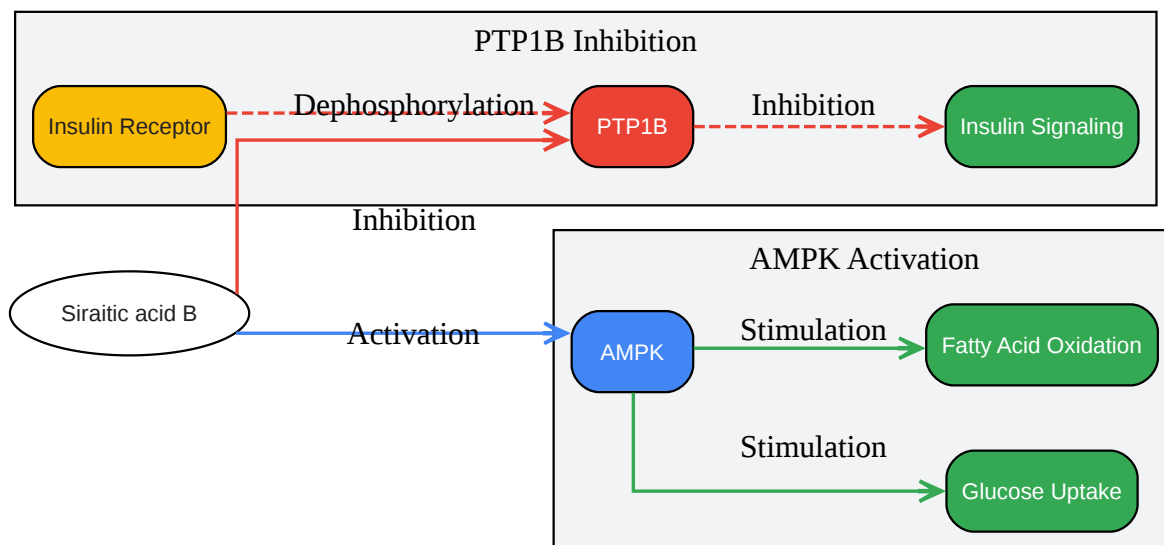 PTP1B Inhibition
Insulin Receptor
Dephosphorylation
PTP1B
Inhibition
Insulin Signaling
Inhibition
Siraitic acid B
Activation
AMPK Activation
AMPK
Stimulation
Fatty Acid Oxidation
Stimulation
Glucose Uptake